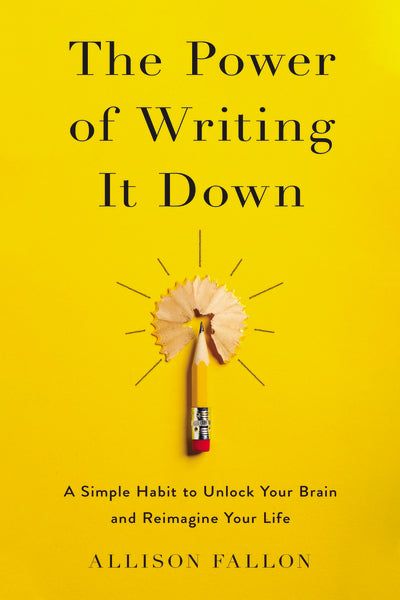 The Power
of Writing
It Down
A Simple Habit to Unlock Your Brain
and Reimagine Your Life
ALLISON FALLON